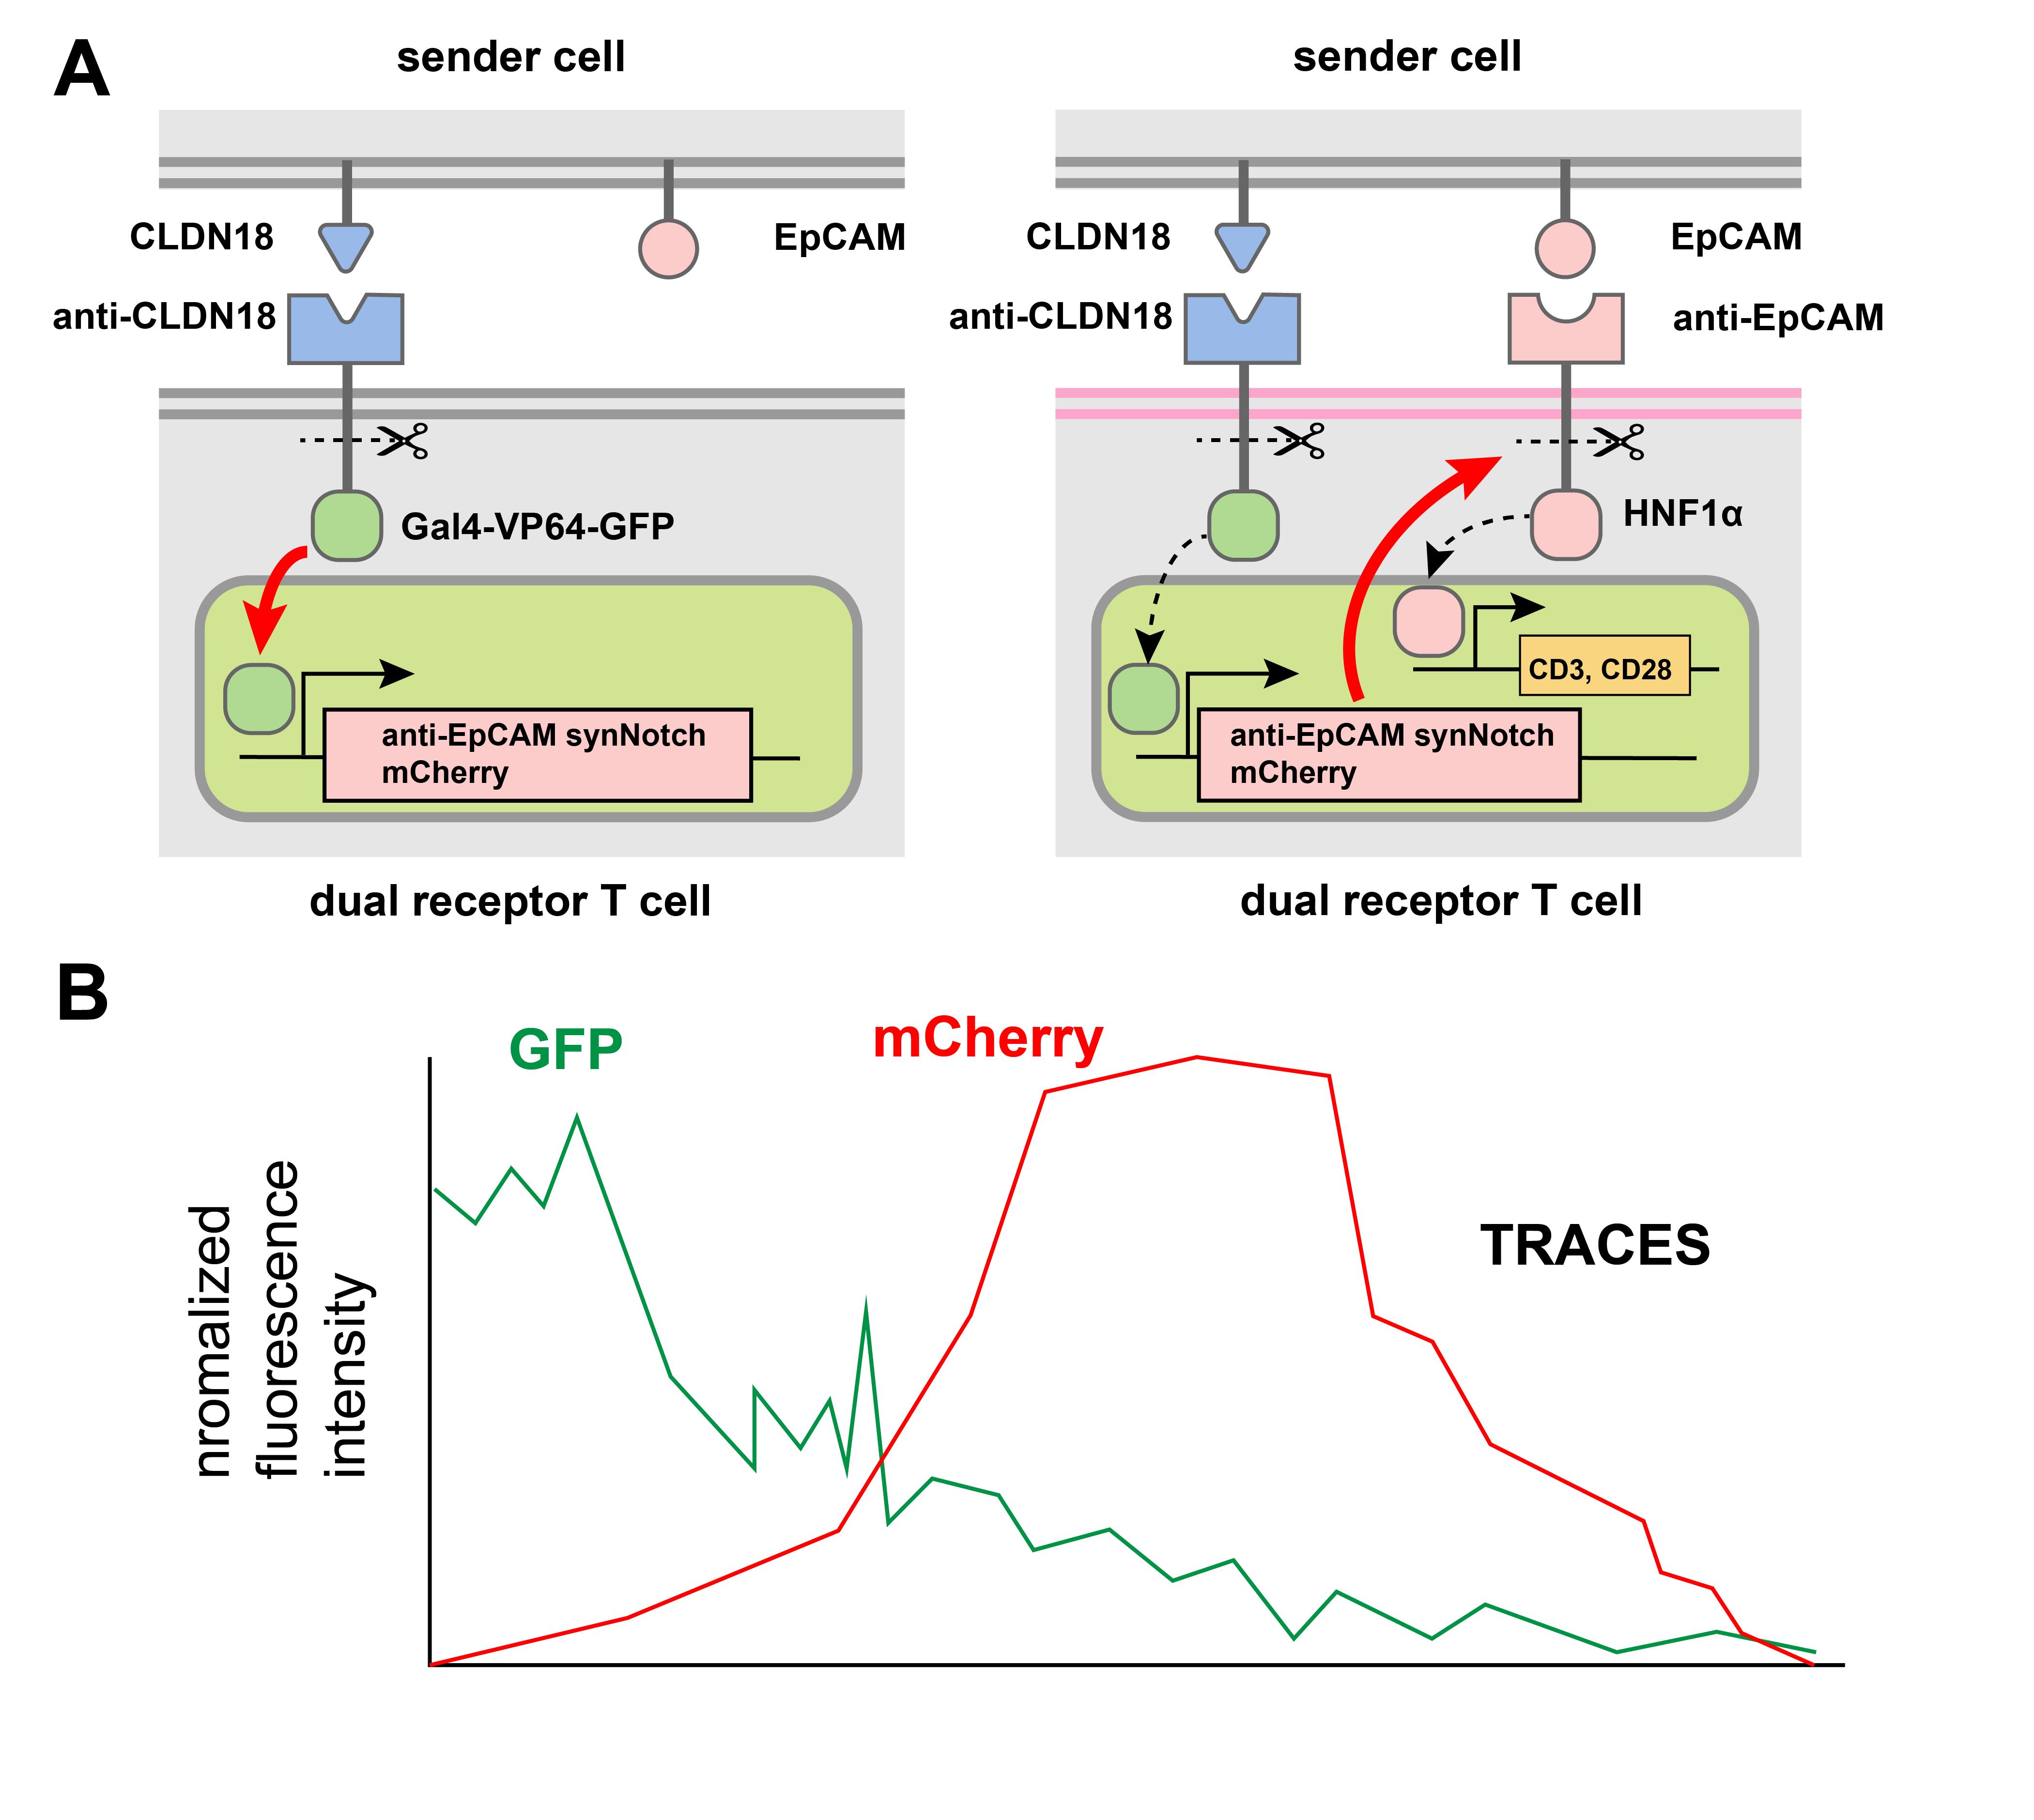 A
sender cell
sender cell
CLDN18
EpCAM
CLDN18
EpCAM
anti-CLDN18
anti-CLDN18
anti-EpCAM
Gal4-VP64-GFP
HNF1α
CD3, CD28
anti-EpCAM synNotch
mCherry
anti-EpCAM synNotch
mCherry
dual receptor T cell
dual receptor T cell
B
GFP
mCherry
TRACES
nromalized
fluorescence
intensity